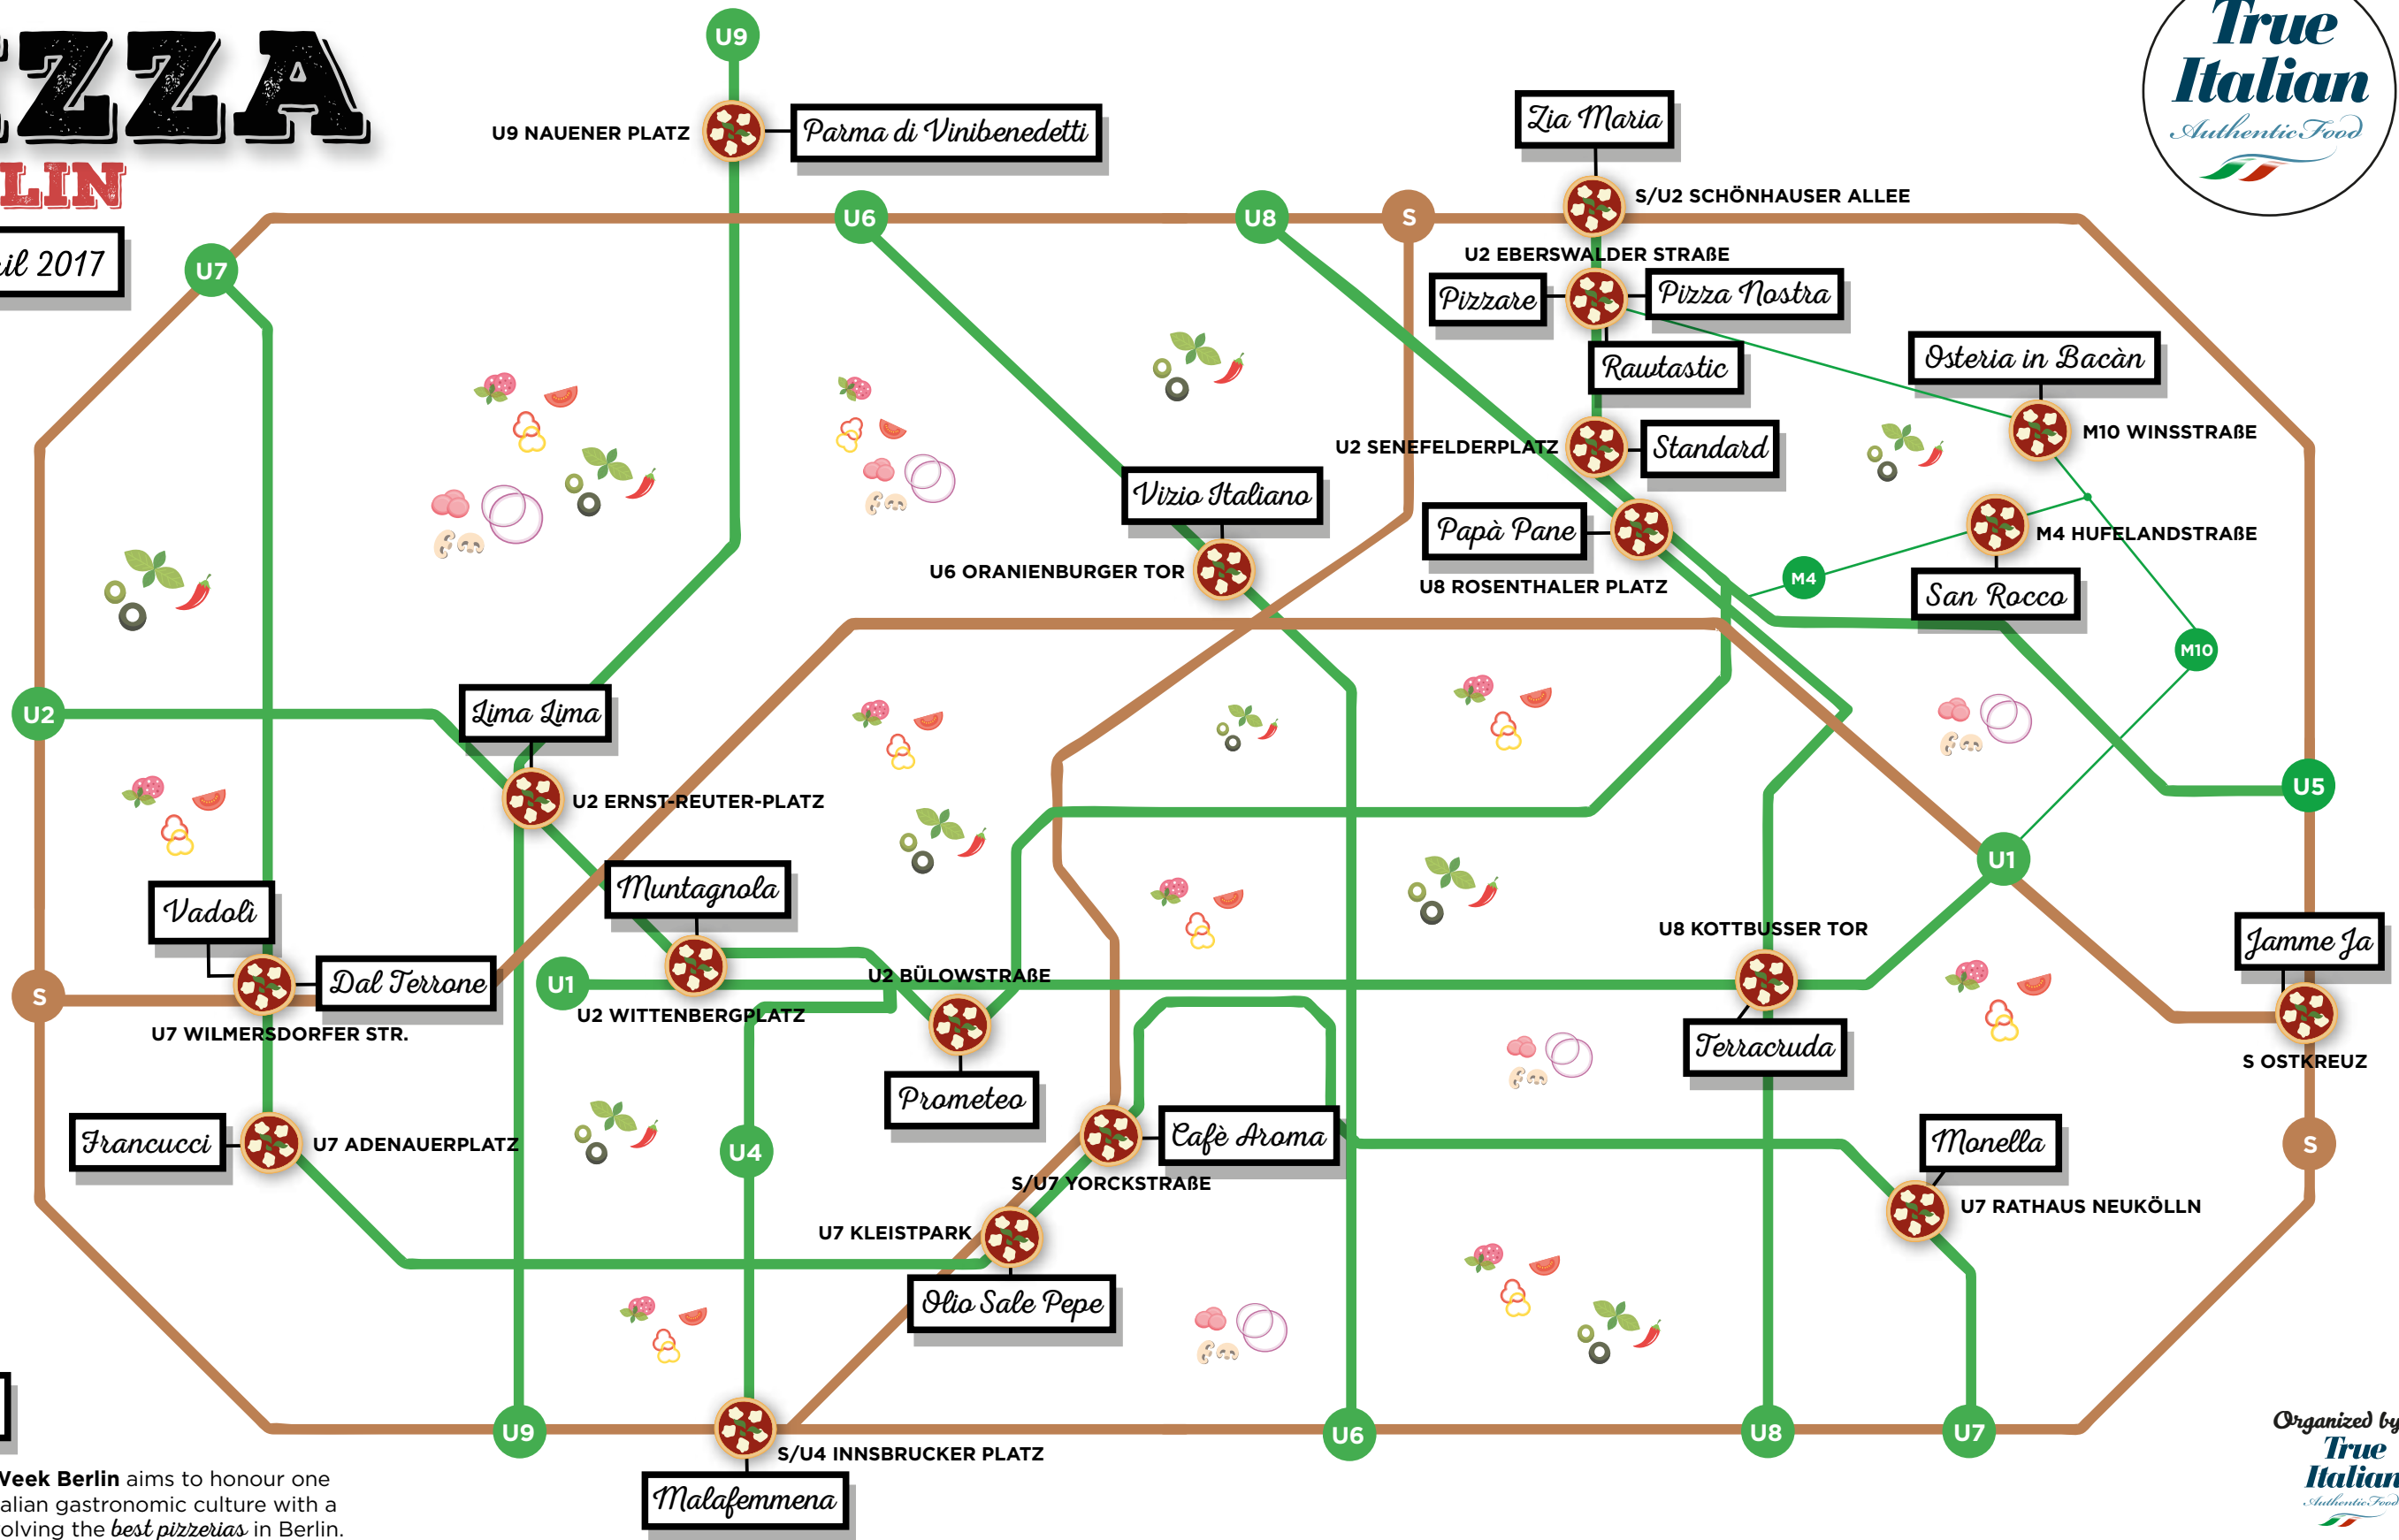 ZZA
LIN
ril 2017
True
Italian
Authentic Food
U9
U9 NAUENER PLATZ
Parma di Vinibenedetti
Zia Maria
S/U2 SCHÖNHAUSER ALLEE
U6
U8
S
U7
U2 EBERSWALDER STRAßE
Pizzare
Pizza Nostra
Rawtastic
Osteria in Bacàn
M10 WINSSTRAßE
U2 SENEFELDERPLATZ
Standard
Vizio Italiano
U6 ORANIENBURGER TOR
Papà Pane
U8 ROSENTHALER PLATZ
M4 HUFELANDSTRAßE
M4
San Rocco
M10
U2
Lima Lima
U2 ERNST-REUTER-PLATZ
U5
U1
Muntagnola
Vadolì
Dal Terrone
S
U7 WILMERSDORFER STR.
U1
U2 WITTENBERGPLATZ
U2 BÜLOWSTRAßE
Prometeo
U8 KOTTBUSSER TOR
Terracruda
Jamme Ja
S OSTKREUZ
Francucci
U7 ADENAUERPLATZ
U4
Cafè Aroma
S/U7 YORCKSTRAßE
Monella
U7 RATHAUS NEUKÖLLN
S
U7 KLEISTPARK
Olio Sale Pepe
U9
S/U4 INNSBRUCKER PLATZ
Malafemmena
U6
U8
U7
Week Berlin aims to honour one
alian gastronomic culture with a
olving the best pizzerias in Berlin.
Organized by
True
Italian
Authentic Food